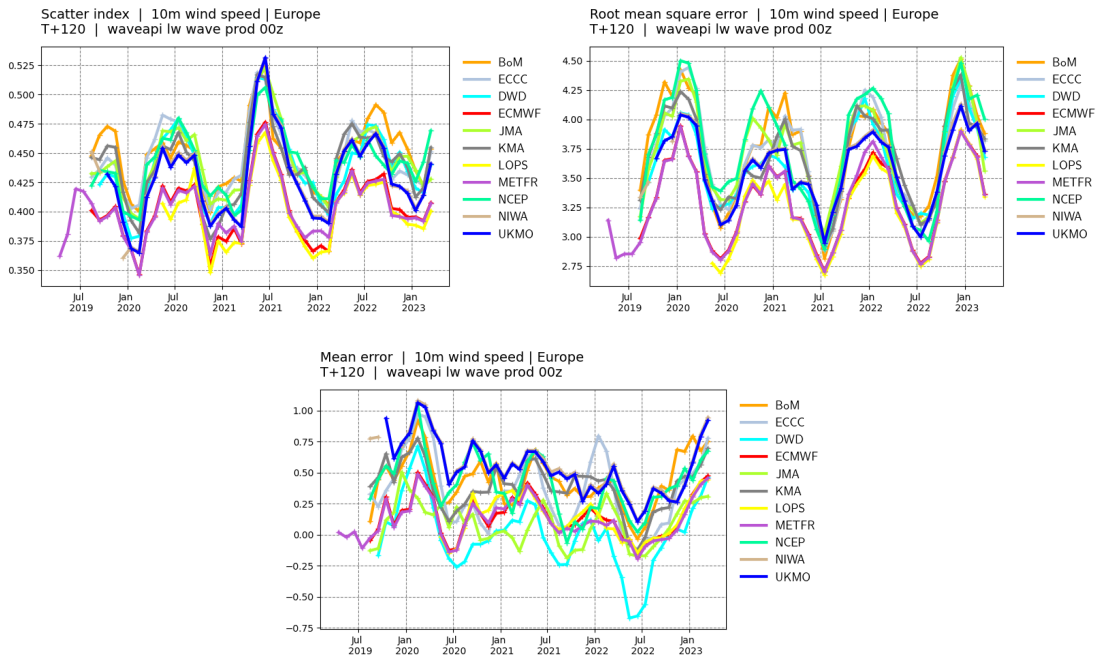 Scatter index | 10m wind speed | Europe
T+120 | waveapi lw wave prod 00z
0.525
0.500
0.475
0.450
0.425
0.400
0.375
0.350
Jul
2019
Jan
2020
Jul
2020
Jan
2021
Jul
2021
Jan
2022
Jul
2022
Jan
2023
BoM
ECCC
DWD
ECMWF
JMA
KMA
LOPS
METFR
NCEP
NIWA
UKMO
Root mean square error | 10m wind speed | Europe
T+120 | waveapi lw wave prod 00z
4.50
4.25
4.00
3.75
3.50
3.25
3.00
2.75
Jul
2019
Jan
2020
Jul
2020
Jan
2021
Jul
2021
Jan
2022
Jul
2022
Jan
2023
BoM
ECCC
DWD
ECMWF
JMA
KMA
LOPS
METFR
NCEP
NIWA
UKMO
Mean error | 10m wind speed | Europe
T+120 | waveapi lw wave prod 00z
1.00
0.75
0.50
0.25
0.00
−0.25
−0.50
−0.75
Jul
2019
Jan
2020
Jul
2020
Jan
2021
Jul
2021
Jan
2022
Jul
2022
Jan
2023
BoM
ECCC
DWD
ECMWF
JMA
KMA
LOPS
METFR
NCEP
NIWA
UKMO